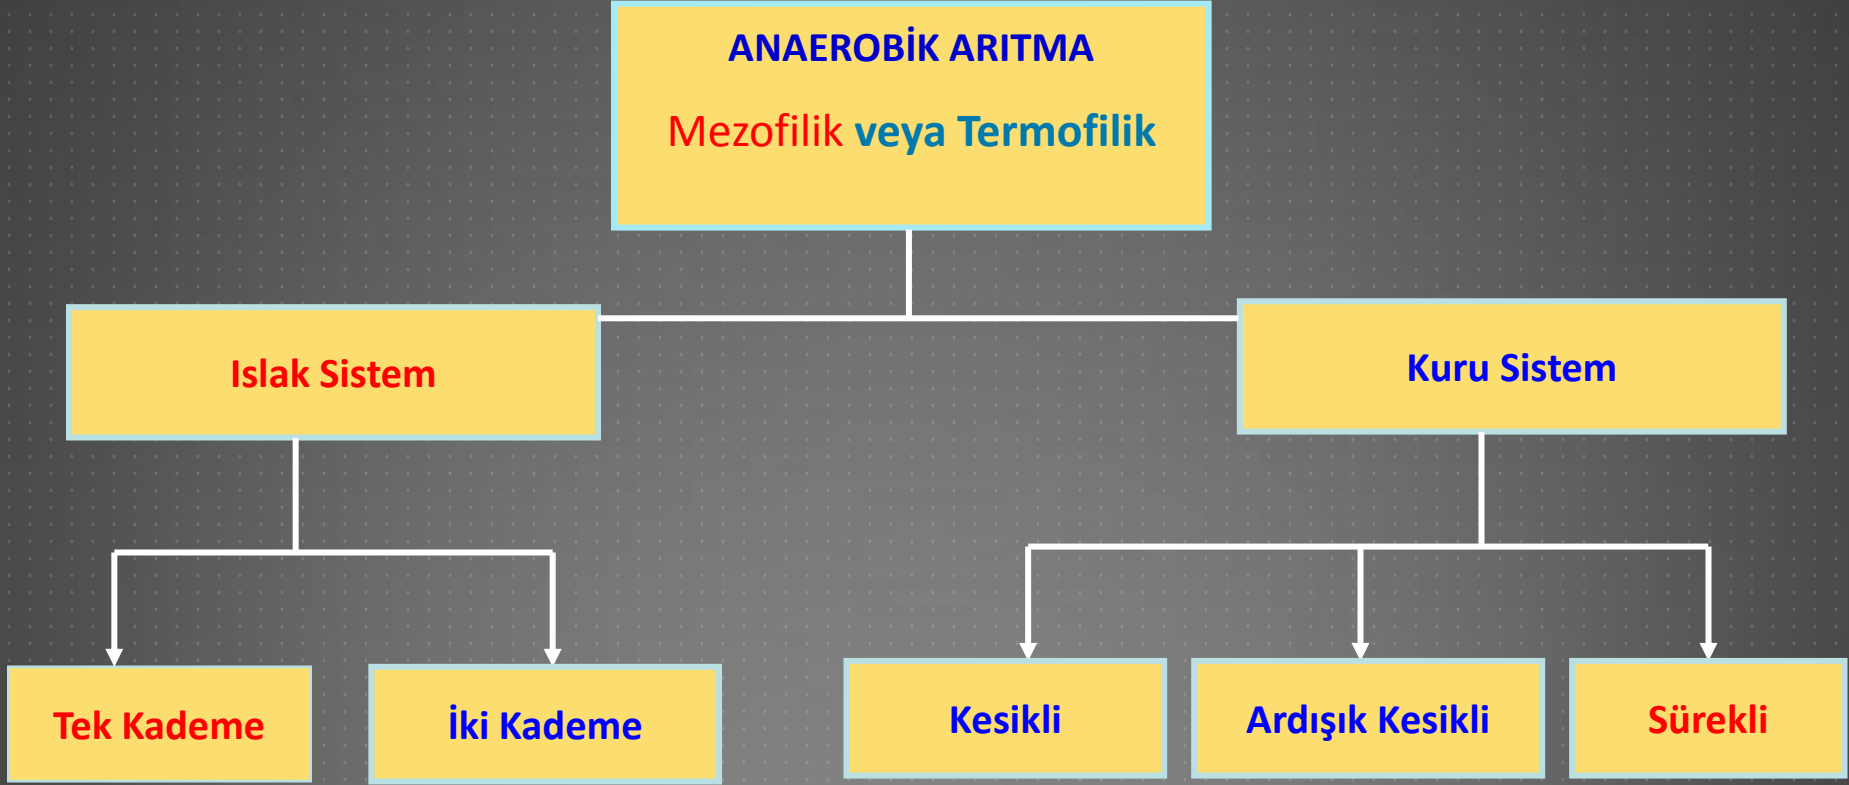 ANAEROBİK ARITMA
Mezofilik veya Termofilik
Islak Sistem
Kuru Sistem
Tek Kademe
İki Kademe
Kesikli
Ardışık Kesikli
Sürekli